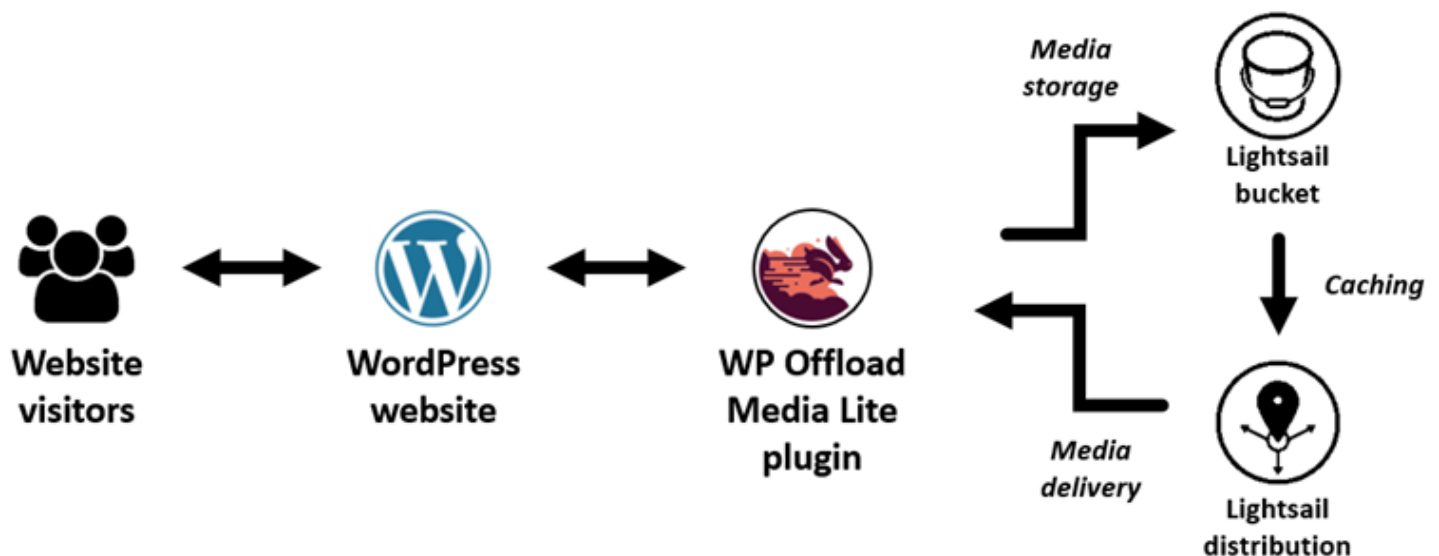 Website
visitors
WordPress
website
WP Offload
Media Lite
plugin
Media
storage
Lightsail
bucket
Caching
Media
delivery
Lightsail
distribution